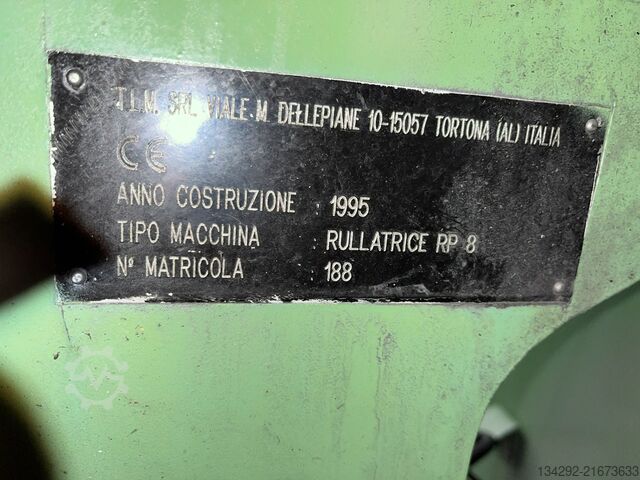 T.L.M. SRL VIALE M. DELLEPIANE 10-15057 TORTONA (AL) ITALIA
CE
ANNO COSTRUZIONE : 1995
TIPO MACCHINA : RULLATRICE RP 8
N° MATRICOLA : 188
134292-21673633